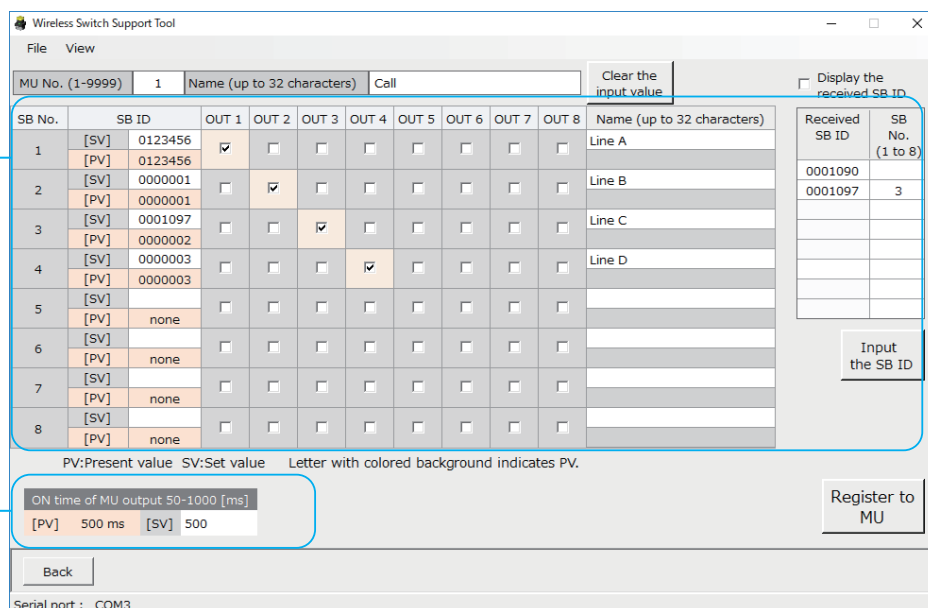 Wireless Switch Support Tool
File View
MU No. (1-9999) 1 Name (up to 32 characters) Call
Clear the
input value
Display the
received SB ID
SB No. SB ID OUT 1 OUT 2 OUT 3 OUT 4 OUT 5 OUT 6 OUT 7 OUT 8 Name (up to 32 characters)
1 [SV] 0123456 Line A
[PV] 0123456
2 [SV] 0000001 Line B
[PV] 0000001
3 [SV] 0001097 Line C
[PV] 0000002
4 [SV] 0000003 Line D
[PV] 0000003
5 [SV]
[PV] none
6 [SV]
[PV] none
7 [SV]
[PV] none
8 [SV]
[PV] none
Received
SB ID
SB
No.
(1 to 8)
0001090
0001097 3
Input
the SB ID
PV:Present value SV:Set value Letter with colored background indicates PV.
ON time of MU output 50-1000 [ms]
[PV] 500 ms [SV] 500
Register to
MU
Back
Serial port : COM3